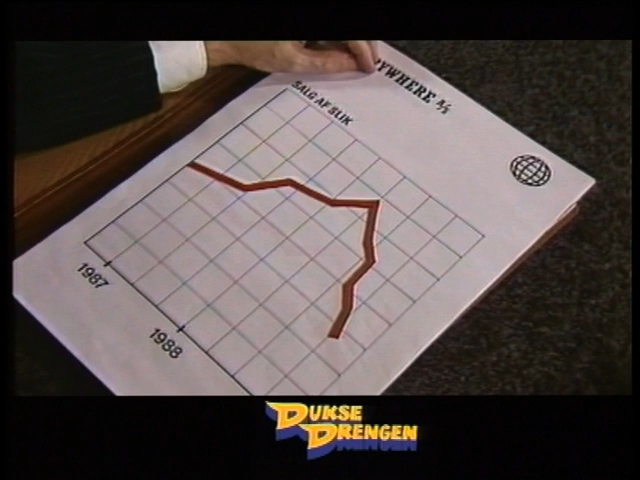 YWHERE A/S
SALG AF SLIK
1987
1988
DUKSE
DRENGEN